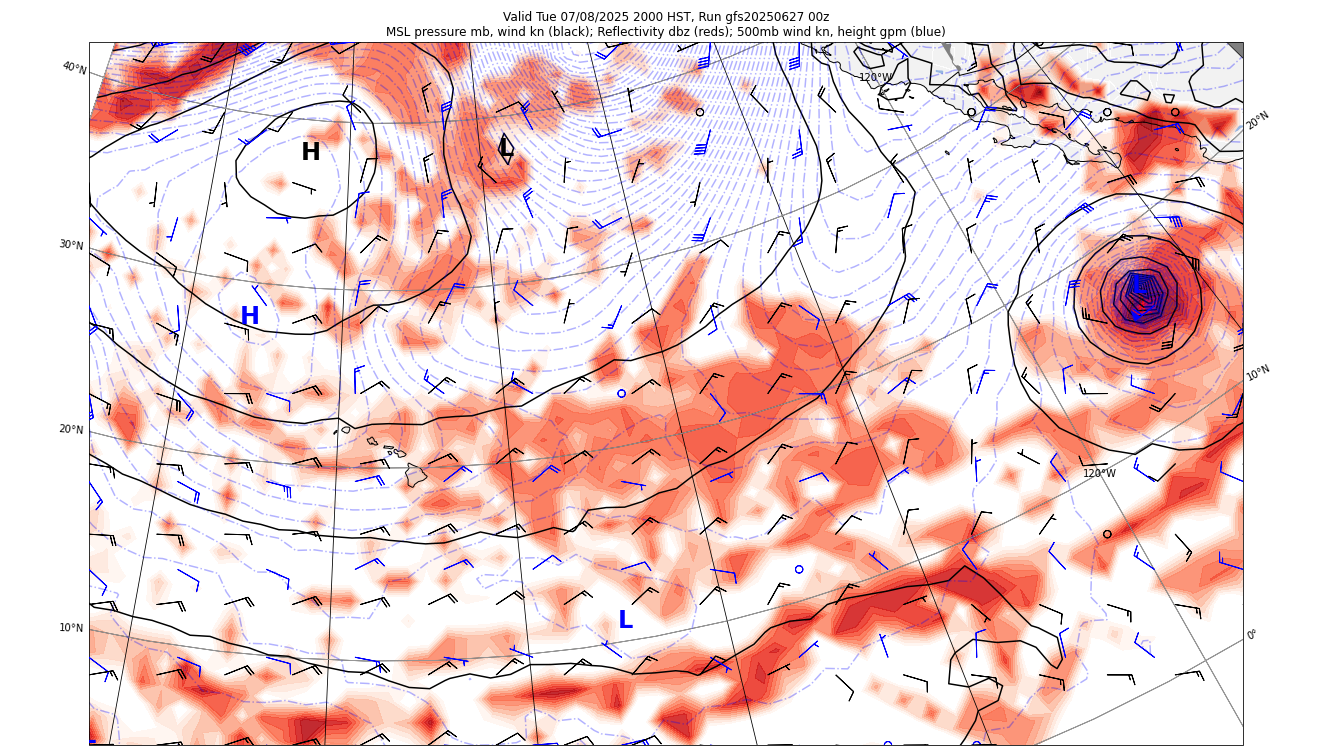 Valid Tue 07/08/2025 2000 HST, Run gfs20250627 00z
MSL pressure mb, wind kn (black); Reflectivity dbz (reds); 500mb wind kn, height gpm (blue)
40°N
120°W
20°N
H
L
30°N
H
10°N
20°N
120°W
10°N
L
0°